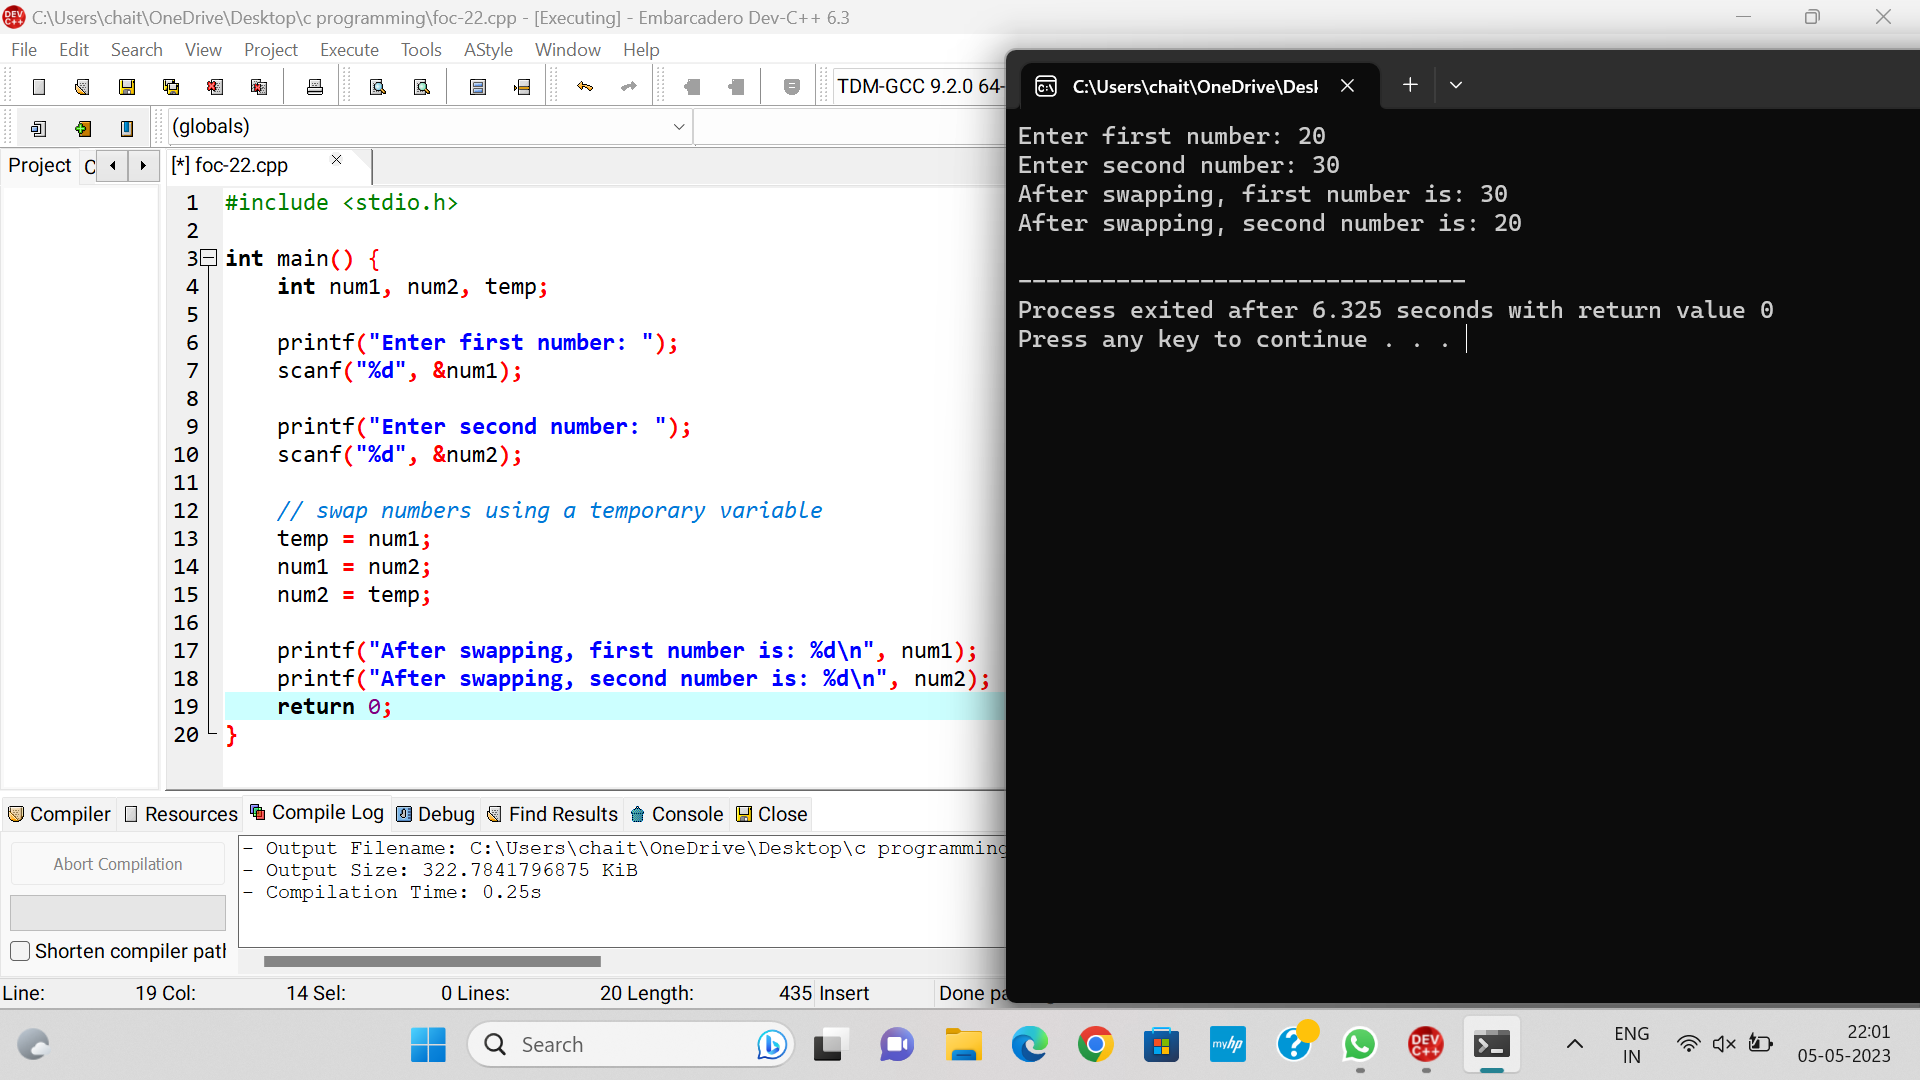 C:\Users\chait\OneDrive\Desktop\c programming\foc-22.cpp - [Executing] - Embarcadero Dev-C++ 6.3
File Edit Search View Project Execute Tools AStyle Window Help
TDM-GCC 9.2.0 64-
(globals)
Project
[*] foc-22.cpp
1 #include <stdio.h>
2
3 int main() {
4 int num1, num2, temp;
5
6 printf("Enter first number: ");
7 scanf("%d", &num1);
8
9 printf("Enter second number: ");
10 scanf("%d", &num2);
11
12 // swap numbers using a temporary variable
13 temp = num1;
14 num1 = num2;
15 num2 = temp;
16
17 printf("After swapping, first number is: %d\n", num1);
18 printf("After swapping, second number is: %d\n", num2);
19 return 0;
20 }
C:\Users\chait\OneDrive\Desl
Enter first number: 20
Enter second number: 30
After swapping, first number is: 30
After swapping, second number is: 20
--------------------------------
Process exited after 6.325 seconds with return value 0
Press any key to continue . . .
Compiler Resources Compile Log Debug Find Results Console Close
Abort Compilation
Shorten compiler path
- Output Filename: C:\Users\chait\OneDrive\Desktop\c programming
- Output Size: 322.7841796875 KiB
- Compilation Time: 0.25s
Line: 19 Col: 14 Sel: 0 Lines: 20 Length: 435 Insert Done pa
Search
myhp
DEV C++
ENG
IN
22:01
05-05-2023